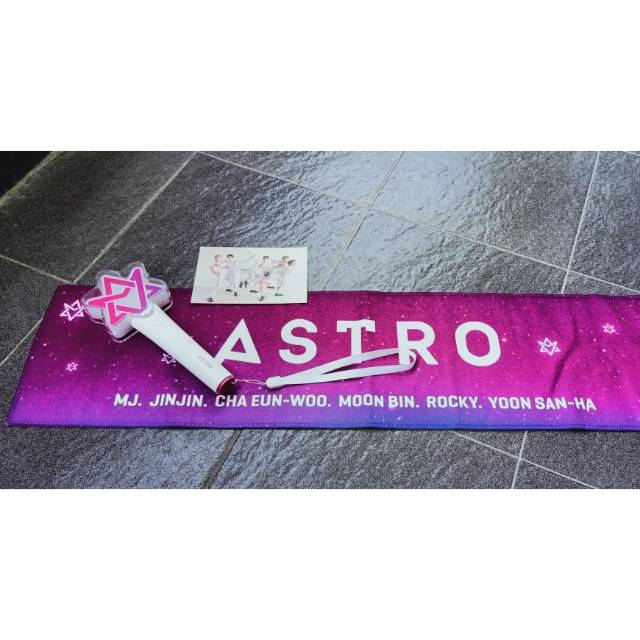 ASTRO
MJ. JINJIN. CHA EUN-WOO. MOON BIN. ROCKY. YOON SAN-HA